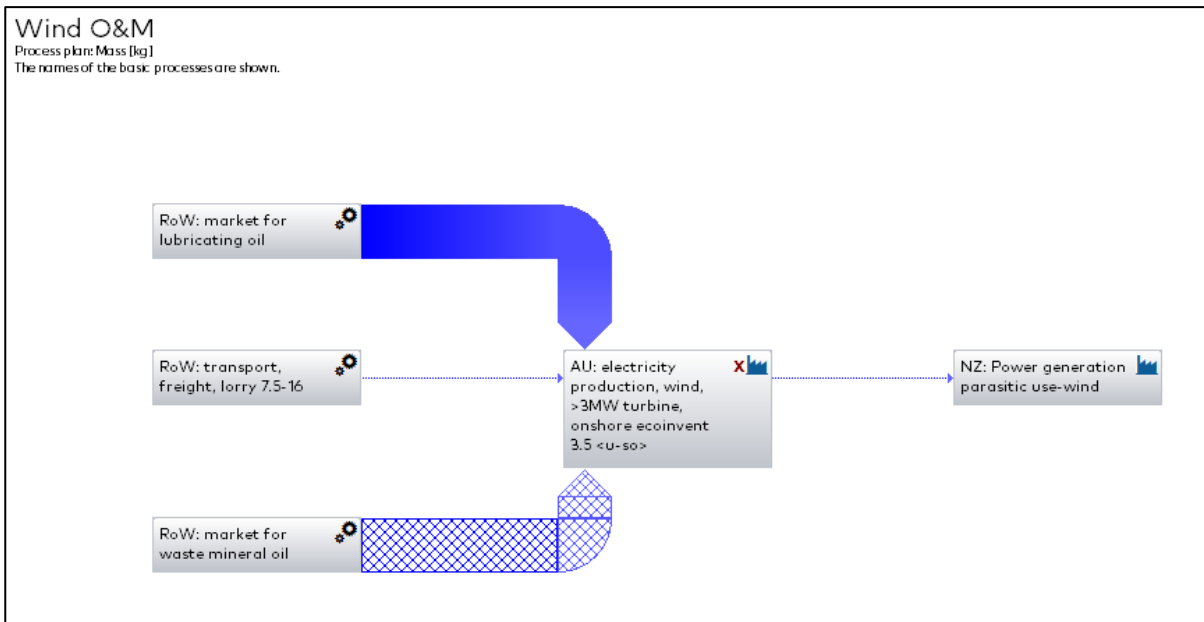 Wind O&M
Process plan: Mass [kg]
The names of the basic processes are shown.
RoW: market for
lubricating oil
RoW: transport,
freight, lorry 7.5-16
AU: electricity
production, wind,
>3MW turbine,
onshore ecoinvent
3.5 <u-so>
X
NZ: Power generation
parasitic use-wind
RoW: market for
waste mineral oil